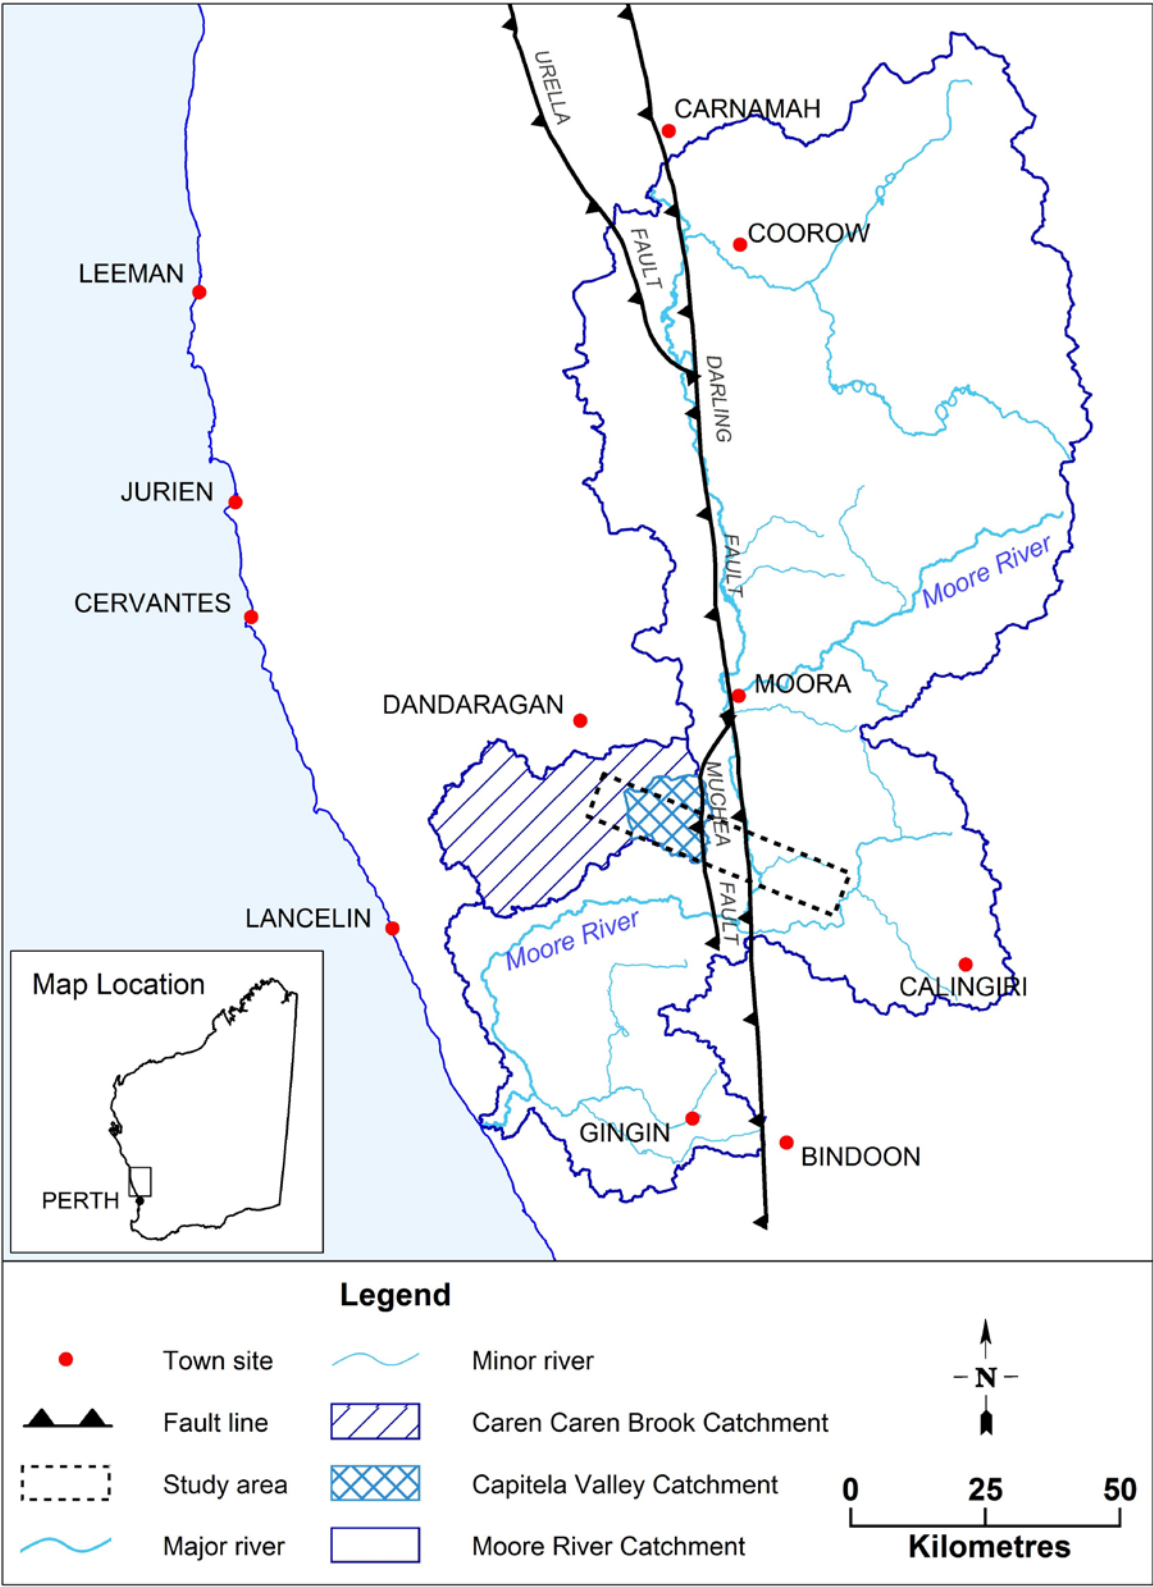 URELLA
CARNAMAH
COOROW
FAULT
LEEMAN
DARLING
JURIEN
FAULT
Moore River
CERVANTES
MOORA
DANDARAGAN
MUCHEA
FAULT
LANCELIN
Moore River
CALINGIRI
Map Location
GINGIN
BINDOON
PERTH
Legend
Town site
Minor river
Fault line
Caren Caren Brook Catchment
N
Study area
Capitela Valley Catchment
0 25 50
Major river
Moore River Catchment
Kilometres